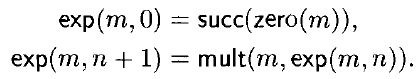 exp(m, 0) = succ(zero(m)),
exp(m, n + 1) = mult(m, exp(m, n)).